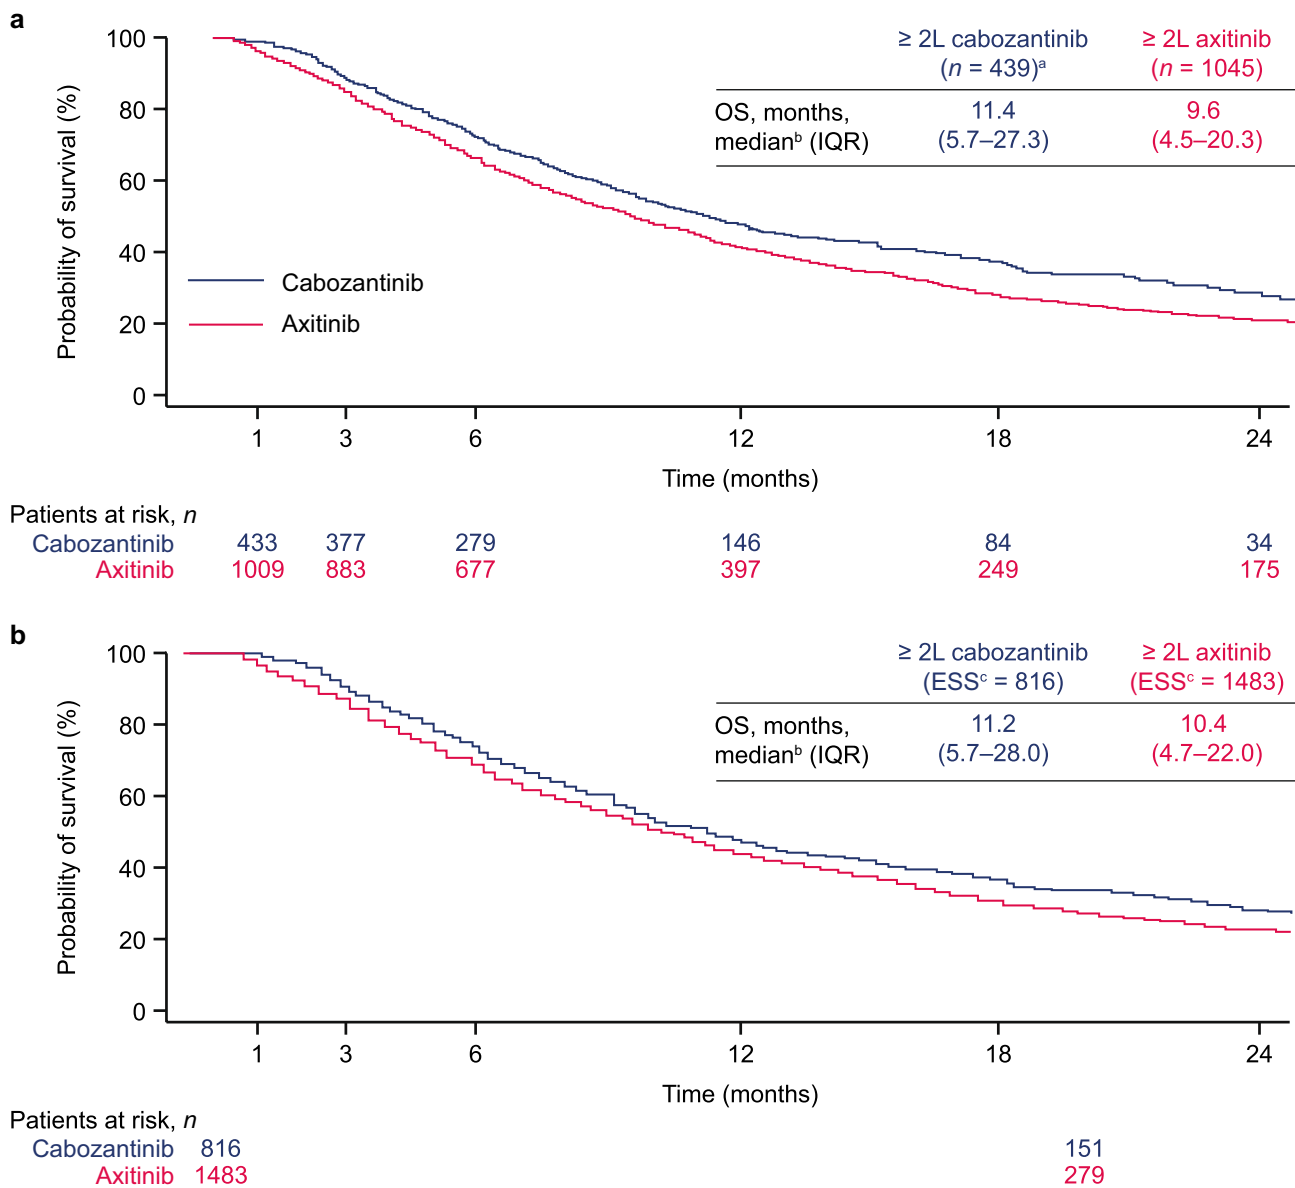 a
≥ 2L cabozantinib ≥ 2L axitinib
(n = 439)ᵃ (n = 1045)
OS, months, 11.4 9.6
medianᵇ (IQR) (5.7–27.3) (4.5–20.3)
Probability of survival (%)
100
80
60
40
20
0
Cabozantinib
Axitinib
1 3 6 12 18 24
Time (months)
Patients at risk, n
Cabozantinib 433 377 279 146 84 34
Axitinib 1009 883 677 397 249 175
b
≥ 2L cabozantinib ≥ 2L axitinib
(ESSᶜ = 816) (ESSᶜ = 1483)
OS, months, 11.2 10.4
medianᵇ (IQR) (5.7–28.0) (4.7–22.0)
Probability of survival (%)
100
80
60
40
20
0
1 3 6 12 18 24
Time (months)
Patients at risk, n
Cabozantinib 816 151
Axitinib 1483 279